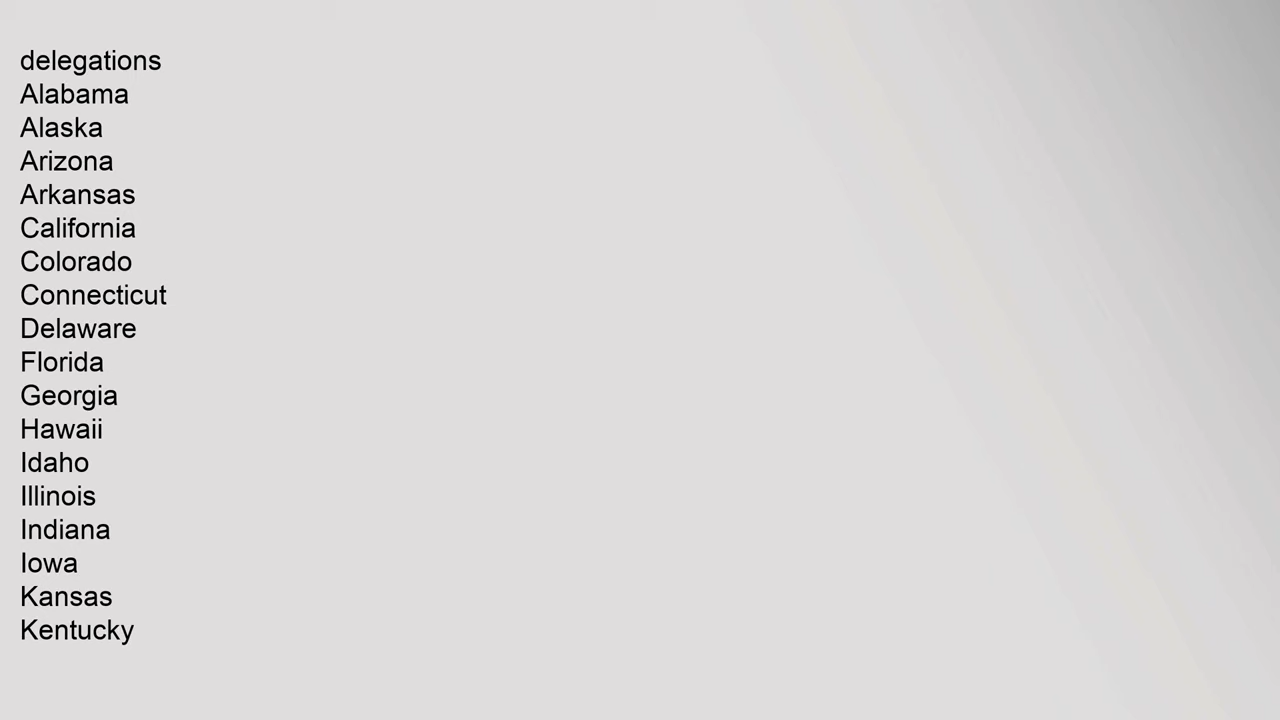 delegations
Alabama
Alaska
Arizona
Arkansas
California
Colorado
Connecticut
Delaware
Florida
Georgia
Hawaii
Idaho
Illinois
Indiana
Iowa
Kansas
Kentucky